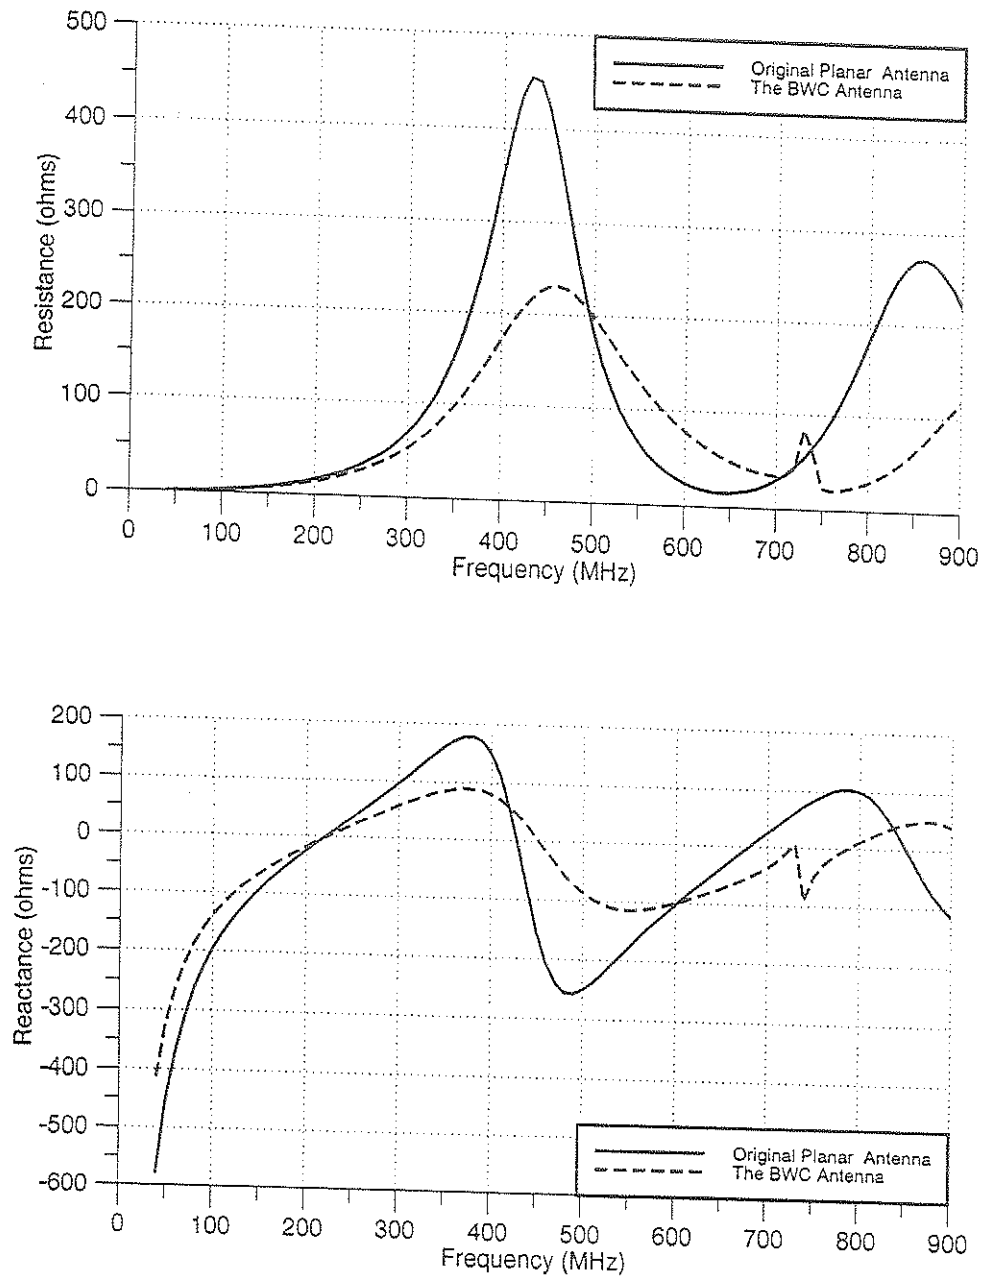 500
400
300
200
100
0
Resistance (ohms)
Original Planar Antenna
The BWC Antenna
0 100 200 300 400 500 600 700 800 900
Frequency (MHz)
200
100
0
-100
-200
-300
-400
-500
-600
Reactance (ohms)
Original Planar Antenna
The BWC Antenna
0 100 200 300 400 500 600 700 800 900
Frequency (MHz)